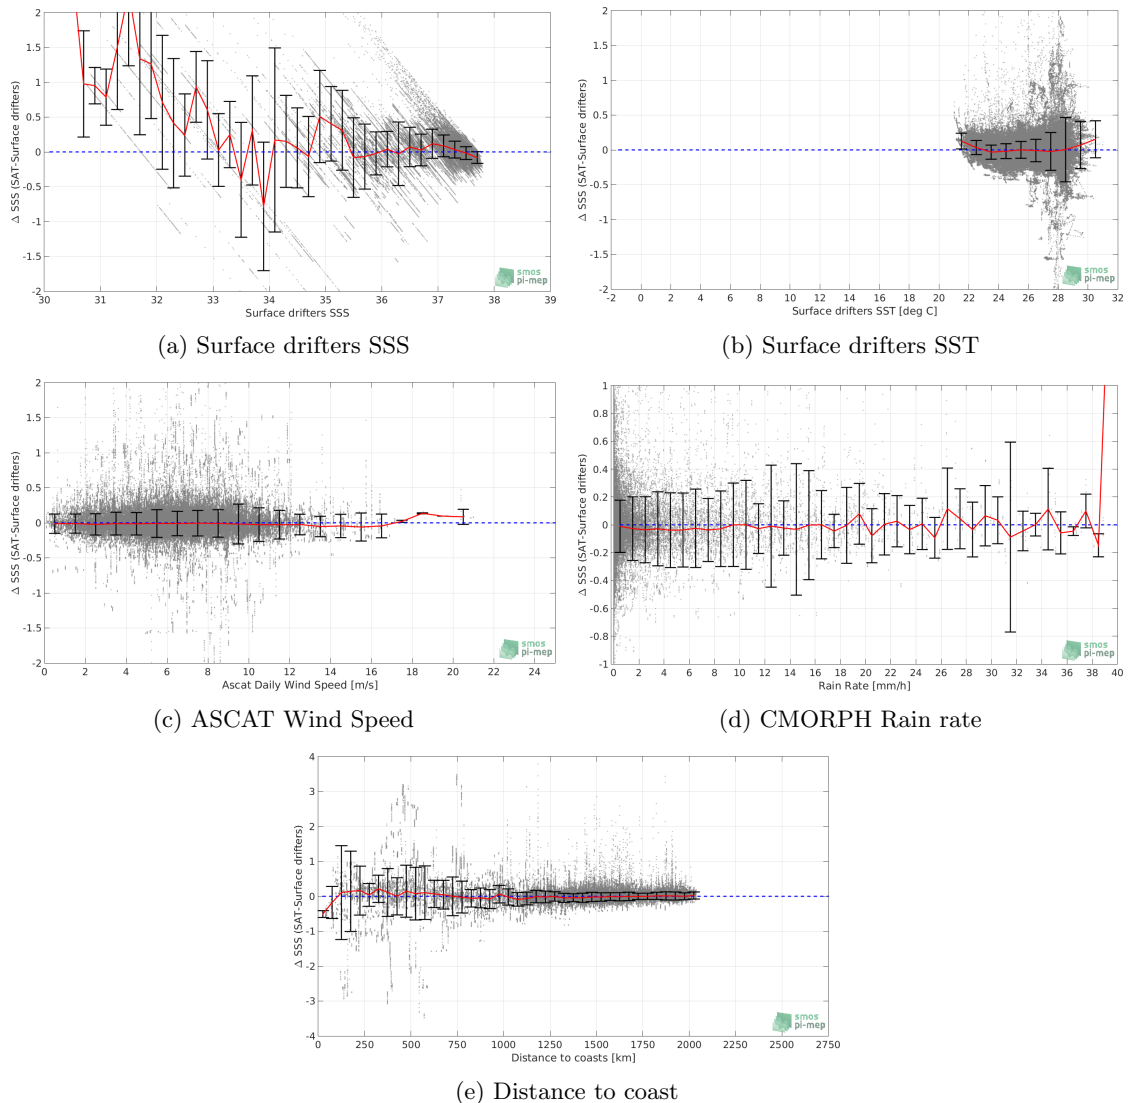 Δ SSS (SAT-Surface drifters)
2
1.5
1
0.5
0
-0.5
-1
-1.5
-2
30 31 32 33 34 35 36 37 38 39
Surface drifters SSS
smos
pi-mep
(a) Surface drifters SSS
Δ SSS (SAT-Surface drifters)
2
1.5
1
0.5
0
-0.5
-1
-1.5
-2
-2 0 2 4 6 8 10 12 14 16 18 20 22 24 26 28 30 32
Surface drifters SST [deg C]
smos
pi-mep
(b) Surface drifters SST
Δ SSS (SAT-Surface drifters)
2
1.5
1
0.5
0
-0.5
-1
-1.5
-2
0 2 4 6 8 10 12 14 16 18 20 22 24
Ascat Daily Wind Speed [m/s]
smos
pi-mep
(c) ASCAT Wind Speed
Δ SSS (SAT-Surface drifters)
1
0.8
0.6
0.4
0.2
0
-0.2
-0.4
-0.6
-0.8
-1
0 2 4 6 8 10 12 14 16 18 20 22 24 26 28 30 32 34 36 38 40
Rain Rate [mm/h]
smos
pi-mep
(d) CMORPH Rain rate
Δ SSS (SAT-Surface drifters)
4
3
2
1
0
-1
-2
-3
-4
0 250 500 750 1000 1250 1500 1750 2000 2250 2500 2750
Distance to coasts [km]
smos
pi-mep
(e) Distance to coast